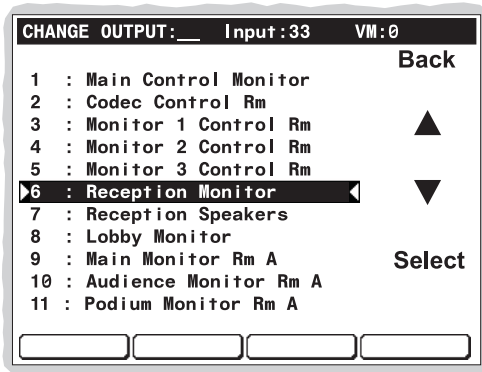 CHANGE OUTPUT:__ Input:33 VM:0
Back
1 : Main Control Monitor
2 : Codec Control Rm
3 : Monitor 1 Control Rm
4 : Monitor 2 Control Rm
5 : Monitor 3 Control Rm
6 : Reception Monitor
7 : Reception Speakers
8 : Lobby Monitor
9 : Main Monitor Rm A
Select
10 : Audience Monitor Rm A
11 : Podium Monitor Rm A